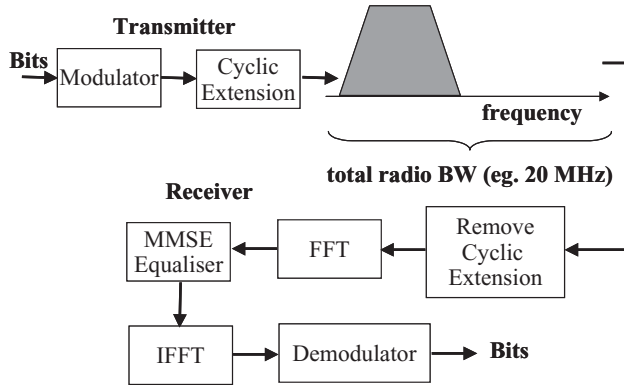 Transmitter
Bits
Modulator
Cyclic
Extension
frequency
total radio BW (eg. 20 MHz)
Receiver
MMSE
Equaliser
FFT
Remove
Cyclic
Extension
IFFT
Demodulator
Bits